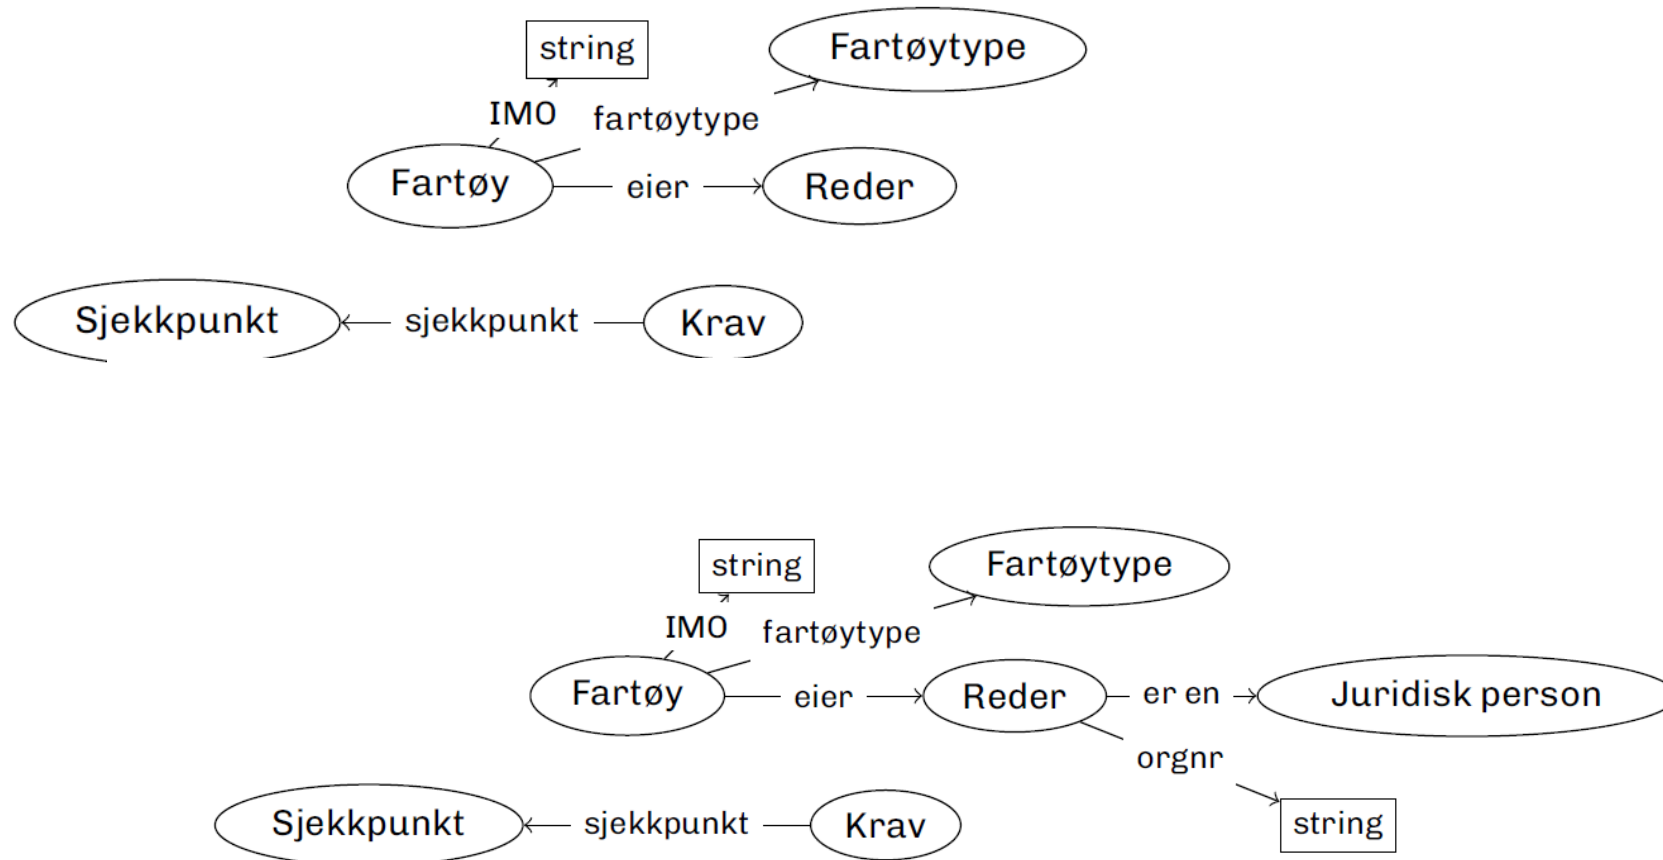 string
Fartøytype
IMO
fartøytype
Fartøy
eier
Reder
Sjekkpunkt
sjekkpunkt
Krav
string
Fartøytype
IMO
fartøytype
Fartøy
eier
Reder
er en
Juridisk person
orgnr
Sjekkpunkt
sjekkpunkt
Krav
string